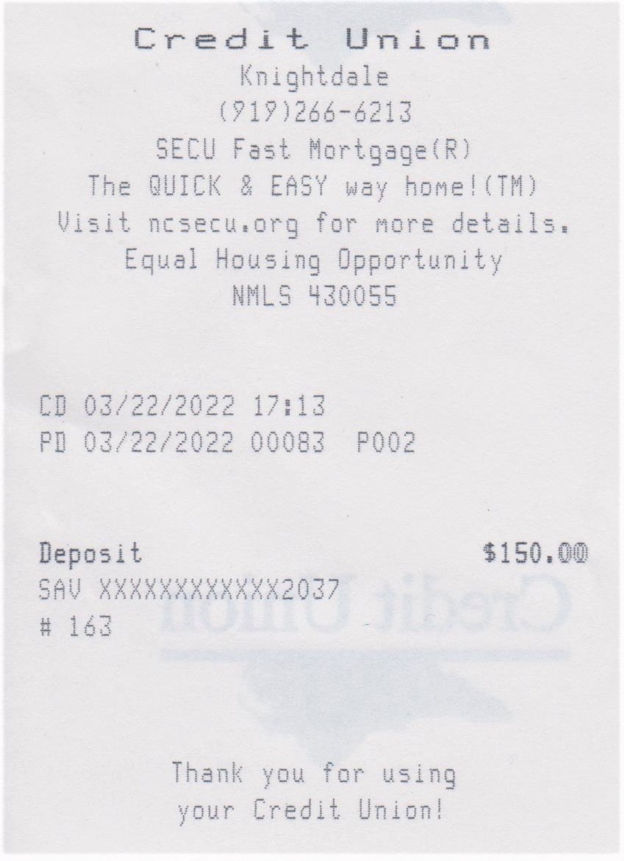 Credit Union
Knightdale
(919)266-6213
SECU Fast Mortgage(R)
The QUICK & EASY way home!(TM)
Visit ncsecu.org for more details.
Equal Housing Opportunity
NMLS 430055
CD 03/22/2022 17:13
PD 03/22/2022 00083 P002
Deposit $150.00
SAV XXXXXXXXXXXX2037
# 163
Credit Union
Thank you for using
your Credit Union!